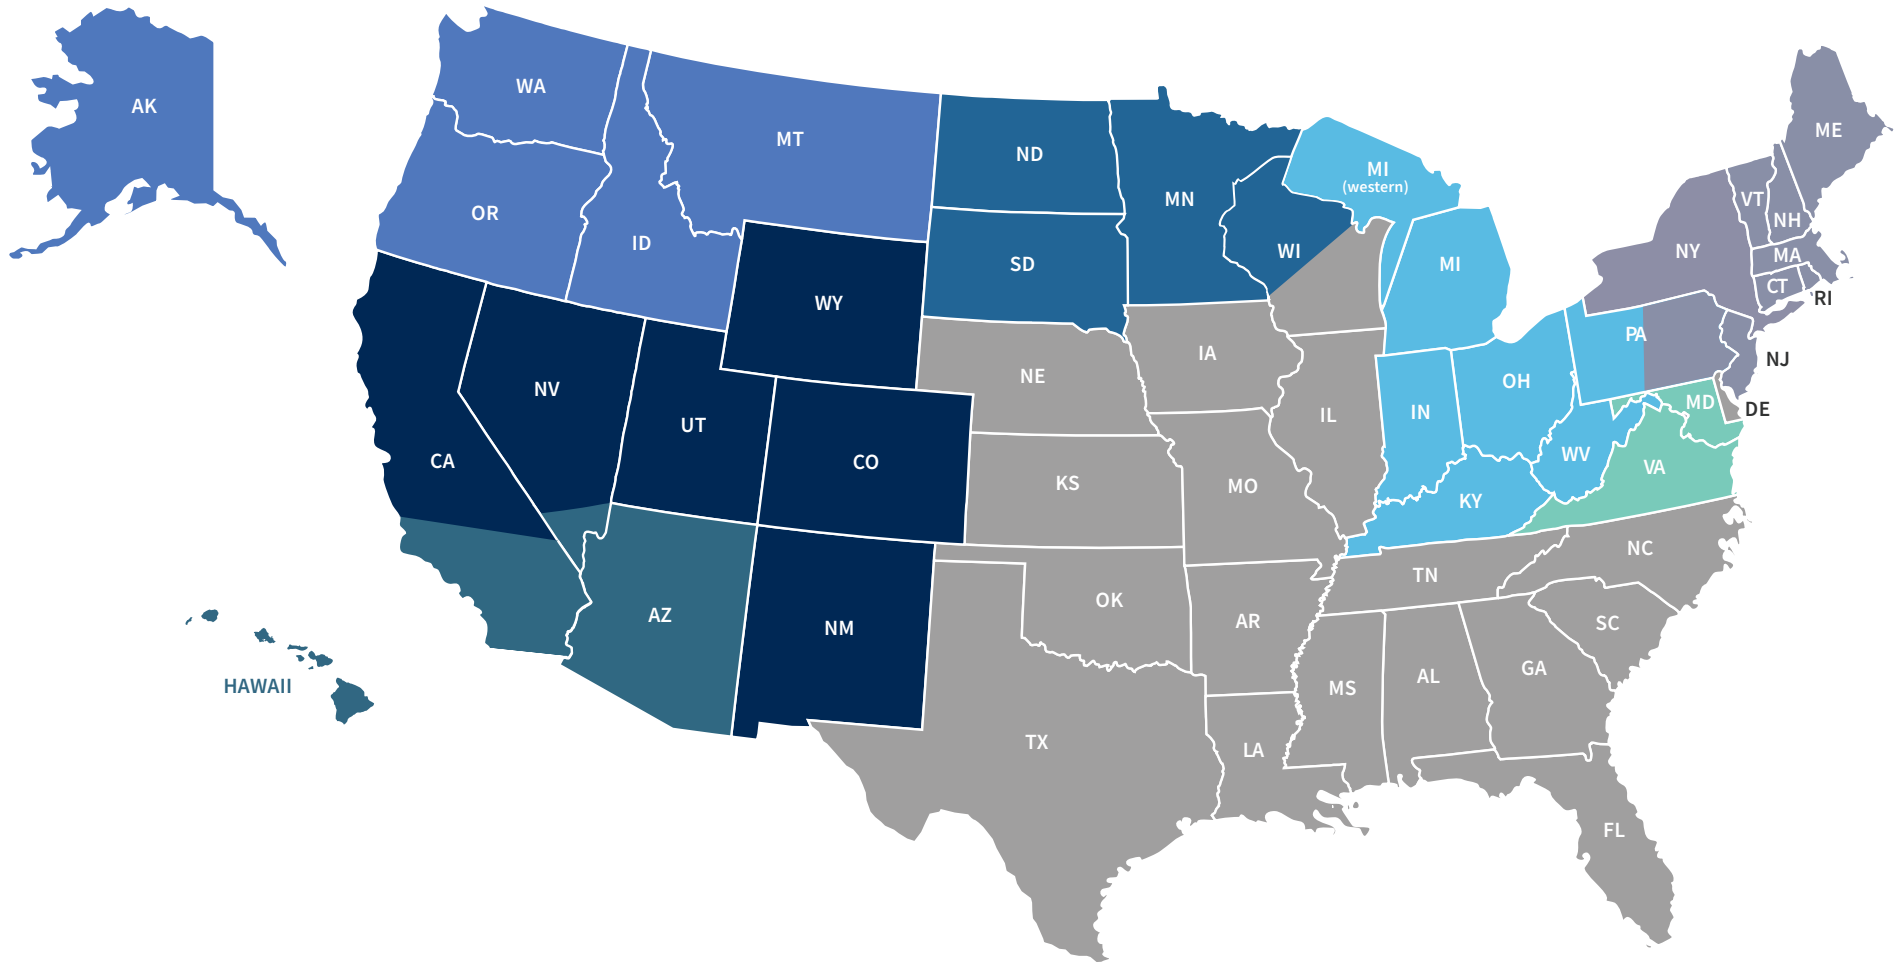 AK
WA
MT
ND
MN
MI
(western)
ME
OR
ID
SD
WI
MI
VT
NH
NY
MA
CT
RI
WY
IA
PA
NJ
NV
NE
OH
MD
DE
UT
CO
IL
IN
CA
KS
MO
KY
WV
VA
NC
TN
AZ
NM
OK
AR
SC
HAWAII
MS
AL
GA
TX
LA
FL